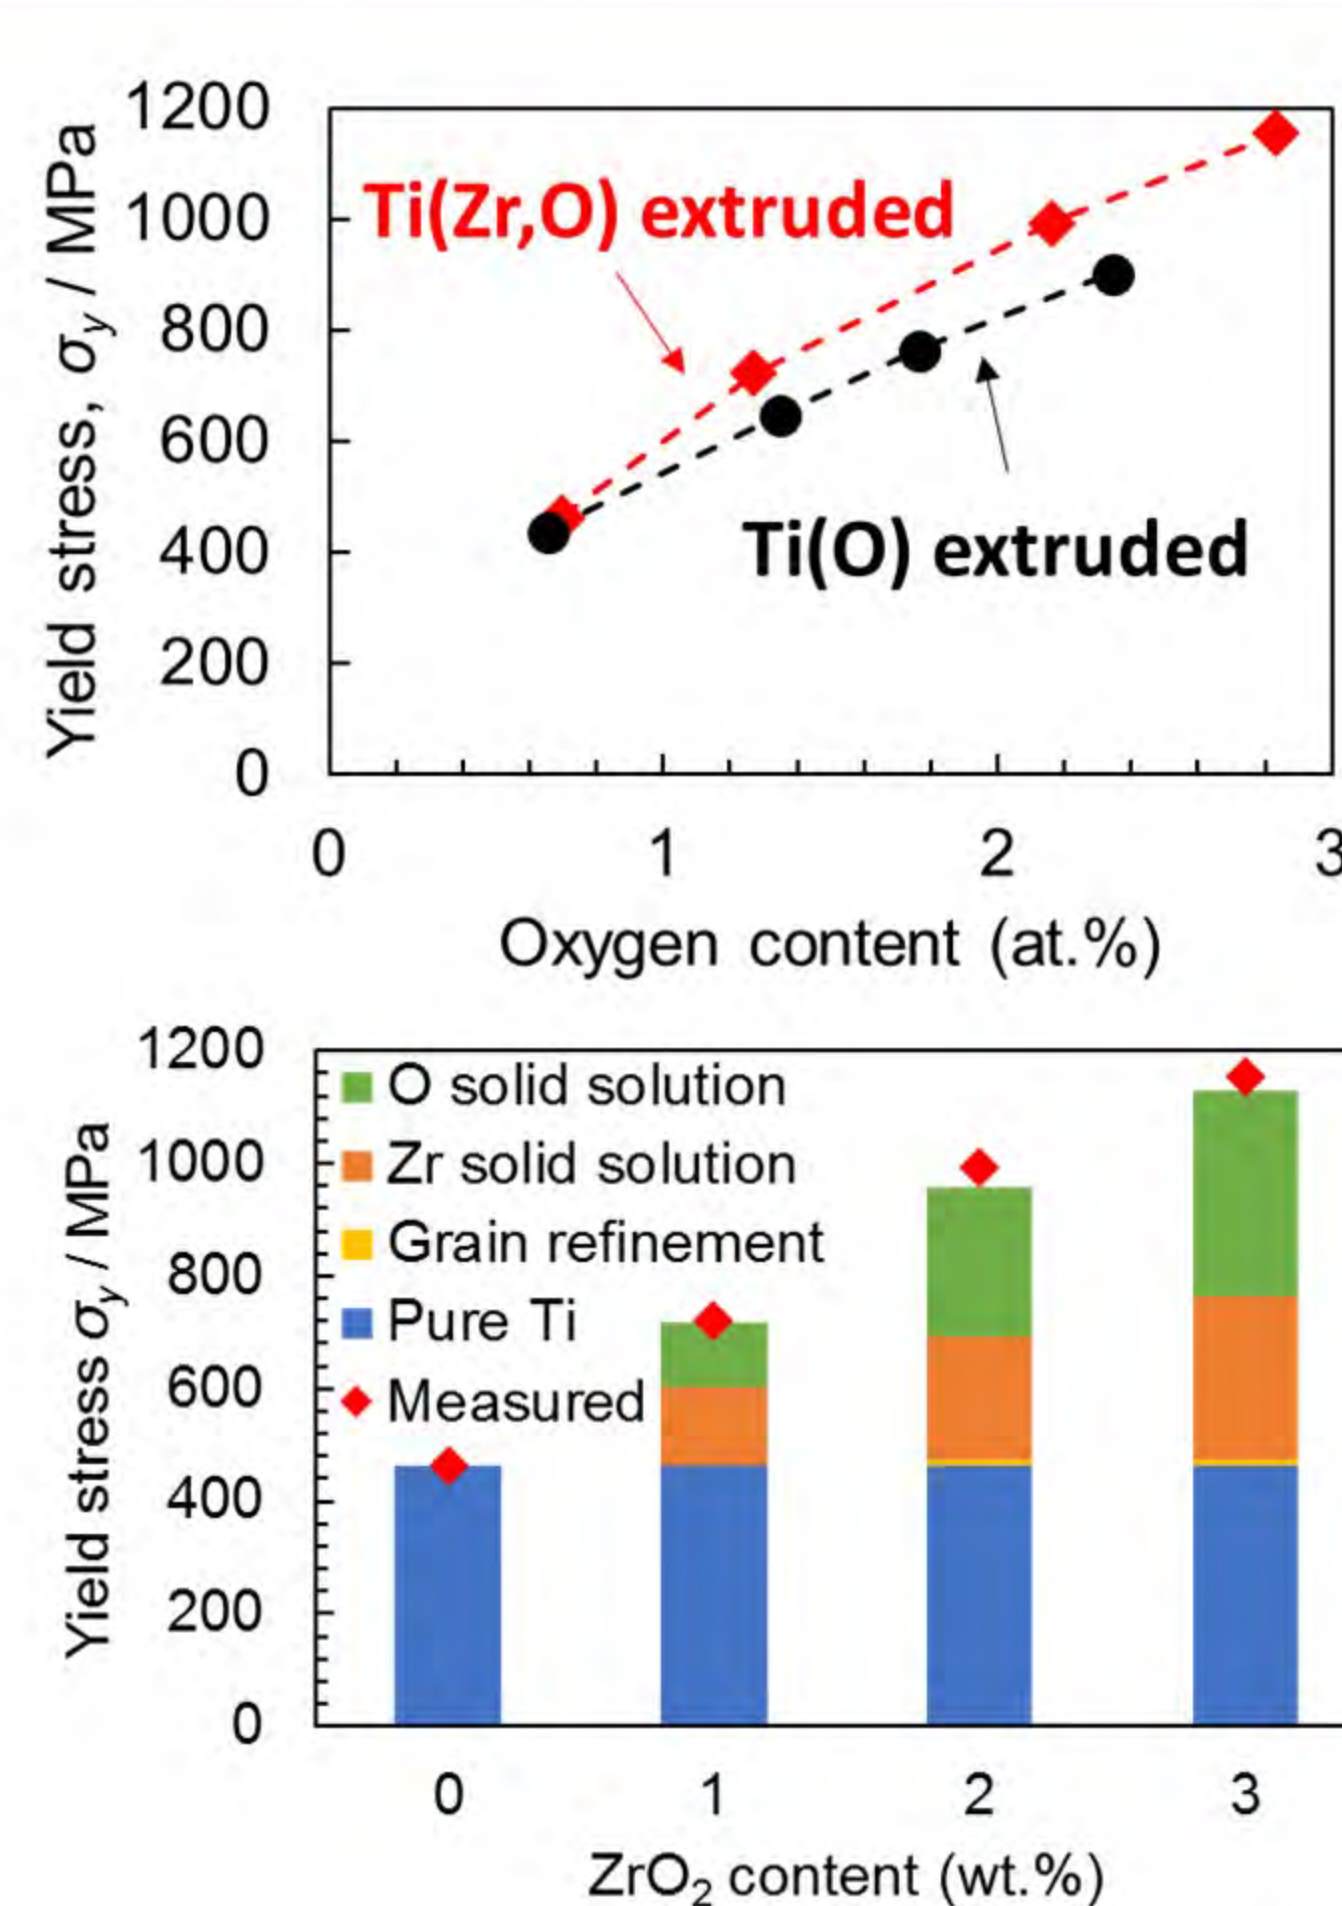 1200
1000
800
600
400
200
0
Yield stress, σy / MPa
Ti(Zr,O) extruded
Ti(O) extruded
0 1 2 3
Oxygen content (at.%)
1200
1000
800
600
400
200
0
Yield stress σy / MPa
O solid solution
Zr solid solution
Grain refinement
Pure Ti
Measured
0 1 2 3
ZrO₂ content (wt.%)